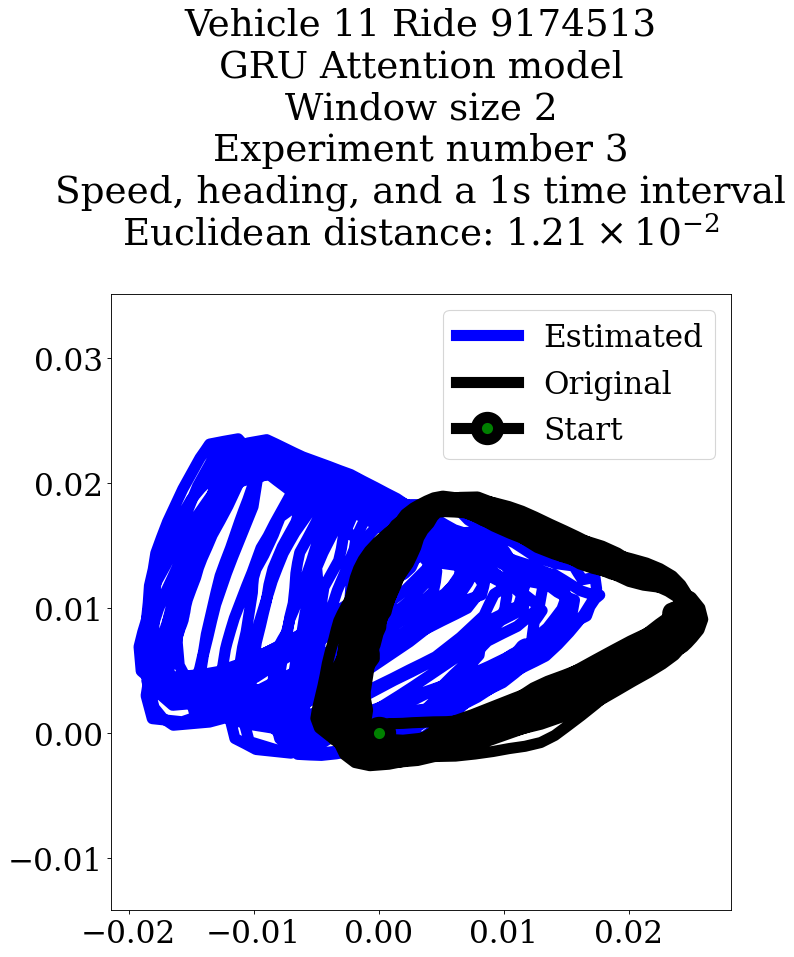 Vehicle 11 Ride 9174513
GRU Attention model
Window size 2
Experiment number 3
Speed, heading, and a 1s time interval
Euclidean distance: 1.21 × 10⁻²
Estimated
Original
Start
0.03
0.02
0.01
0.00
−0.01
−0.02 −0.01 0.00 0.01 0.02